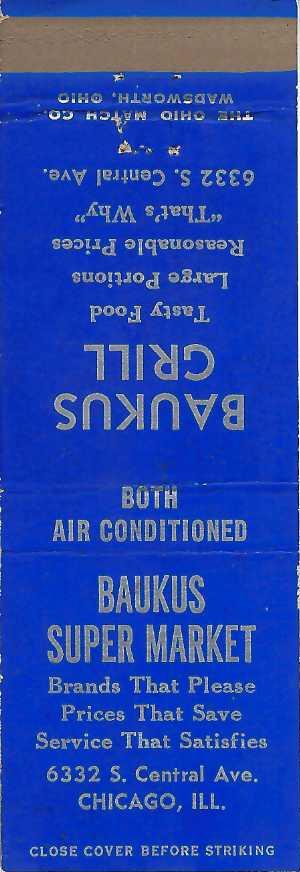 THE OHIO MATCH CO.
WADSWORTH, OHIO
BAUKUS
GRILL
Tasty Food
Large Portions
Reasonable Prices
“That's Why”
6332 S. Central Ave.
BOTH
AIR CONDITIONED
BAUKUS
SUPER MARKET
Brands That Please
Prices That Save
Service That Satisfies
6332 S. Central Ave.
CHICAGO, ILL.
CLOSE COVER BEFORE STRIKING